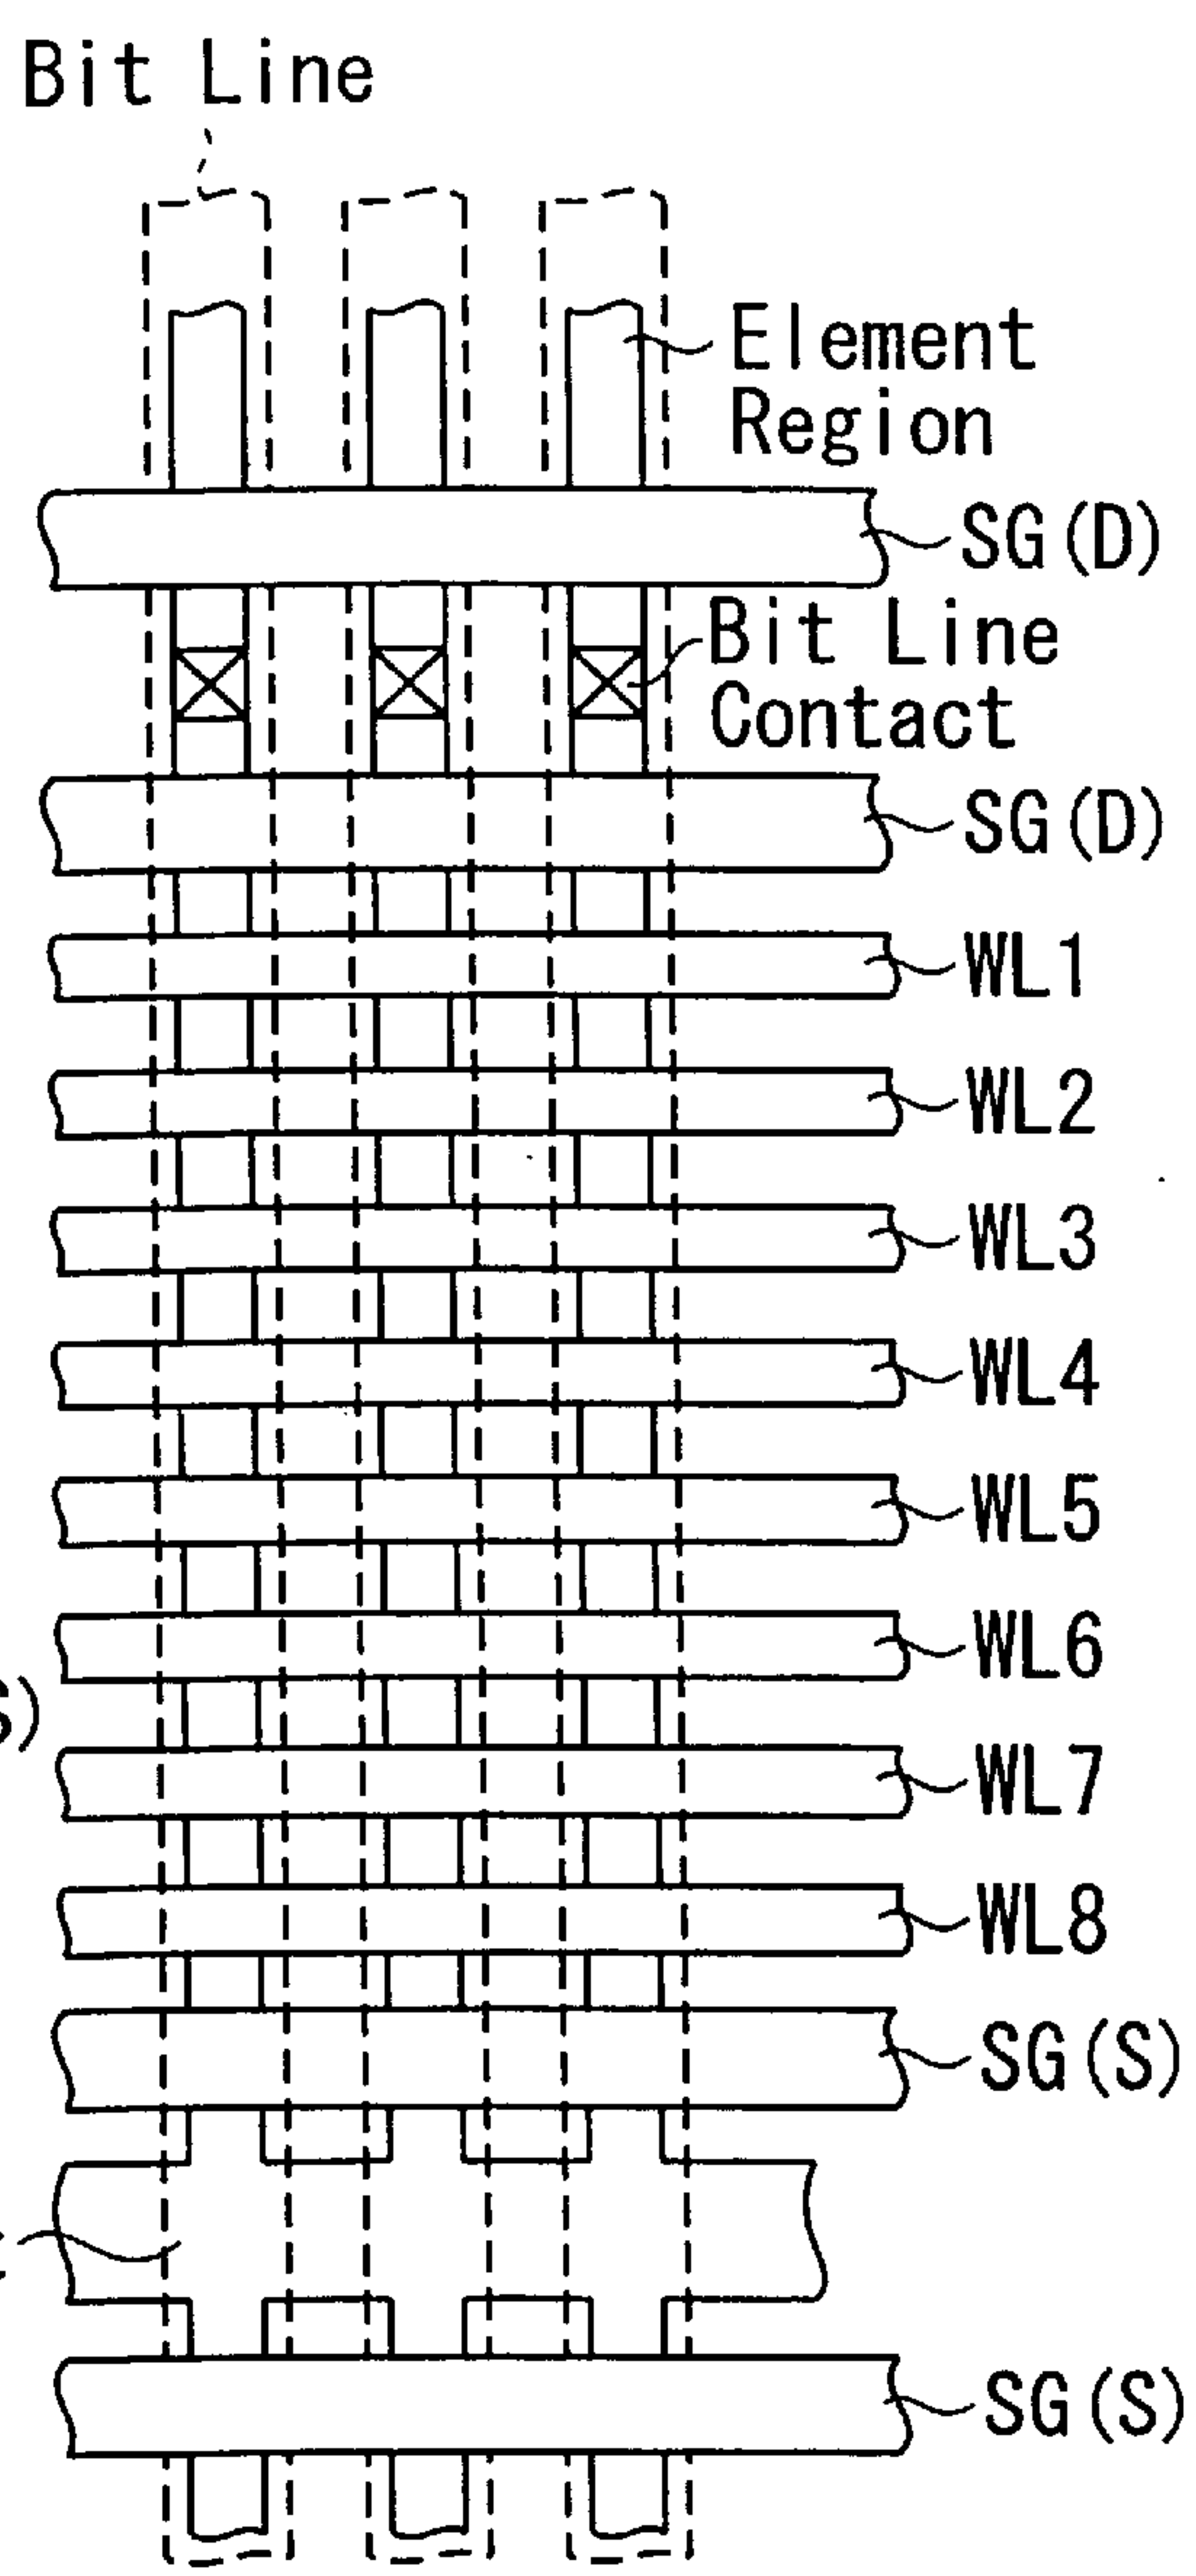 Bit Line
Element
Region
SG(D)
Bit Line
Contact
SG(D)
WL1
WL2
WL3
WL4
WL5
WL6
S)
WL7
WL8
SG(S)
SG(S)